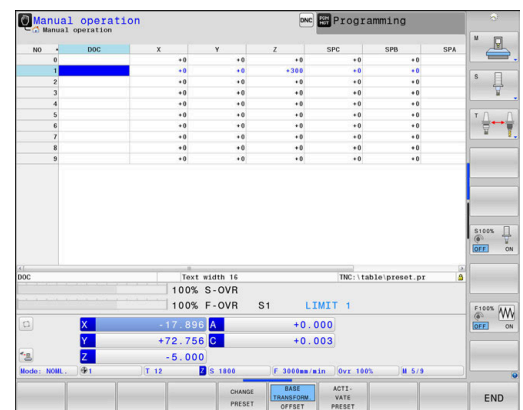 Manual operation
Manual operation
DNC
Programming
NO DOC X Y Z SPC SPB SPA
0 +0 +0 +0 +0 +0
1 +0 +0 +300 +0 +0
2 +0 +0 +0 +0 +0
3 +0 +0 +0 +0 +0
4 +0 +0 +0 +0 +0
5 +0 +0 +0 +0 +0
6 +0 +0 +0 +0 +0
7 +0 +0 +0 +0 +0
8 +0 +0 +0 +0 +0
9 +0 +0 +0 +0 +0
DOC Text width 16 TNC:\table\preset.pr
100% S-OVR
100% F-OVR S1 LIMIT 1
X -17.896 A +0.000
Y +72.756 C +0.003
Z -5.000
Mode: NOML. 1 T 12 Z S 1800 F 3000mm/min Ovr 100% M 5/9
CHANGE PRESET
BASE TRANSFORM. OFFSET
ACTI- VATE PRESET
END
M
S
T
S100%
OFF ON
F100%
OFF ON